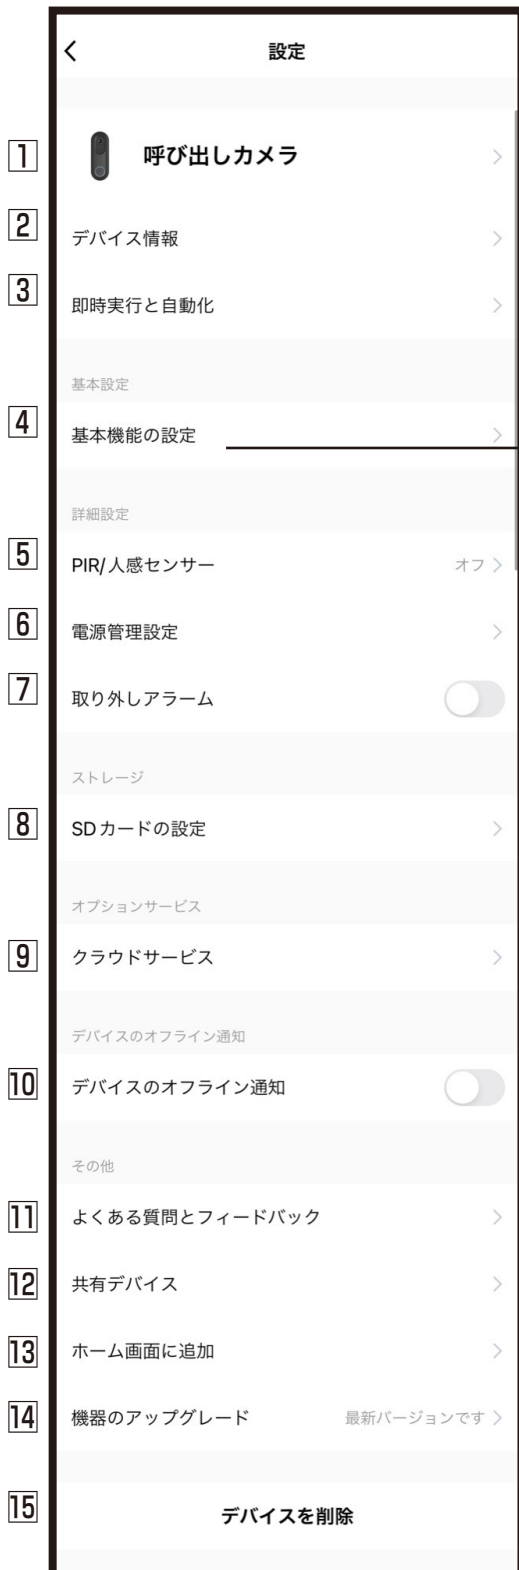 設定
1 呼び出しカメラ
2 デバイス情報
3 即時実行と自動化
基本設定
4 基本機能の設定
詳細設定
5 PIR/人感センサー オフ
6 電源管理設定
7 取り外しアラーム
ストレージ
8 SDカードの設定
オプションサービス
9 クラウドサービス
デバイスのオフライン通知
10 デバイスのオフライン通知
その他
11 よくある質問とフィードバック
12 共有デバイス
13 ホーム画面に追加
14 機器のアップグレード 最新バージョンです
15 デバイスを削除